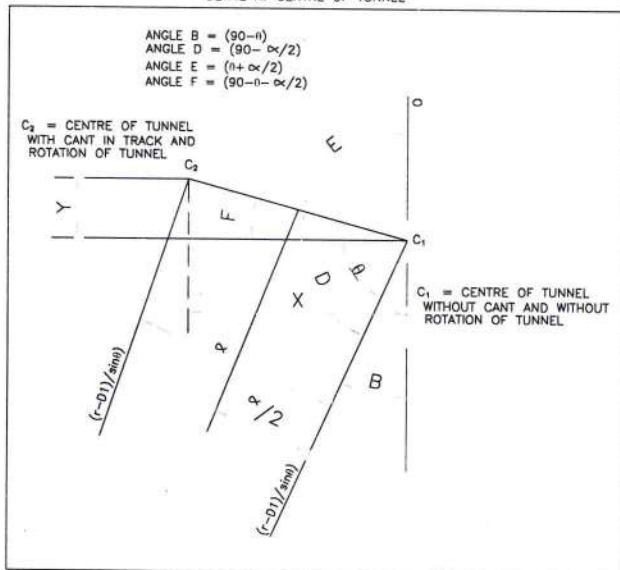 ANGLE B = (90-θ)
ANGLE D = (90- ∝/2)
ANGLE E = (θ+ ∝/2)
ANGLE F = (90-θ-∝/2)
O
C₂ = CENTRE OF TUNNEL
WITH CANT IN TRACK AND
ROTATION OF TUNNEL
E
C₂
Y
F
C₁
D
θ
X
C₁ = CENTRE OF TUNNEL
WITHOUT CANT AND WITHOUT
ROTATION OF TUNNEL
B
(r-D1)/sinθ)
∝/2
(r-D1)/sinθ)